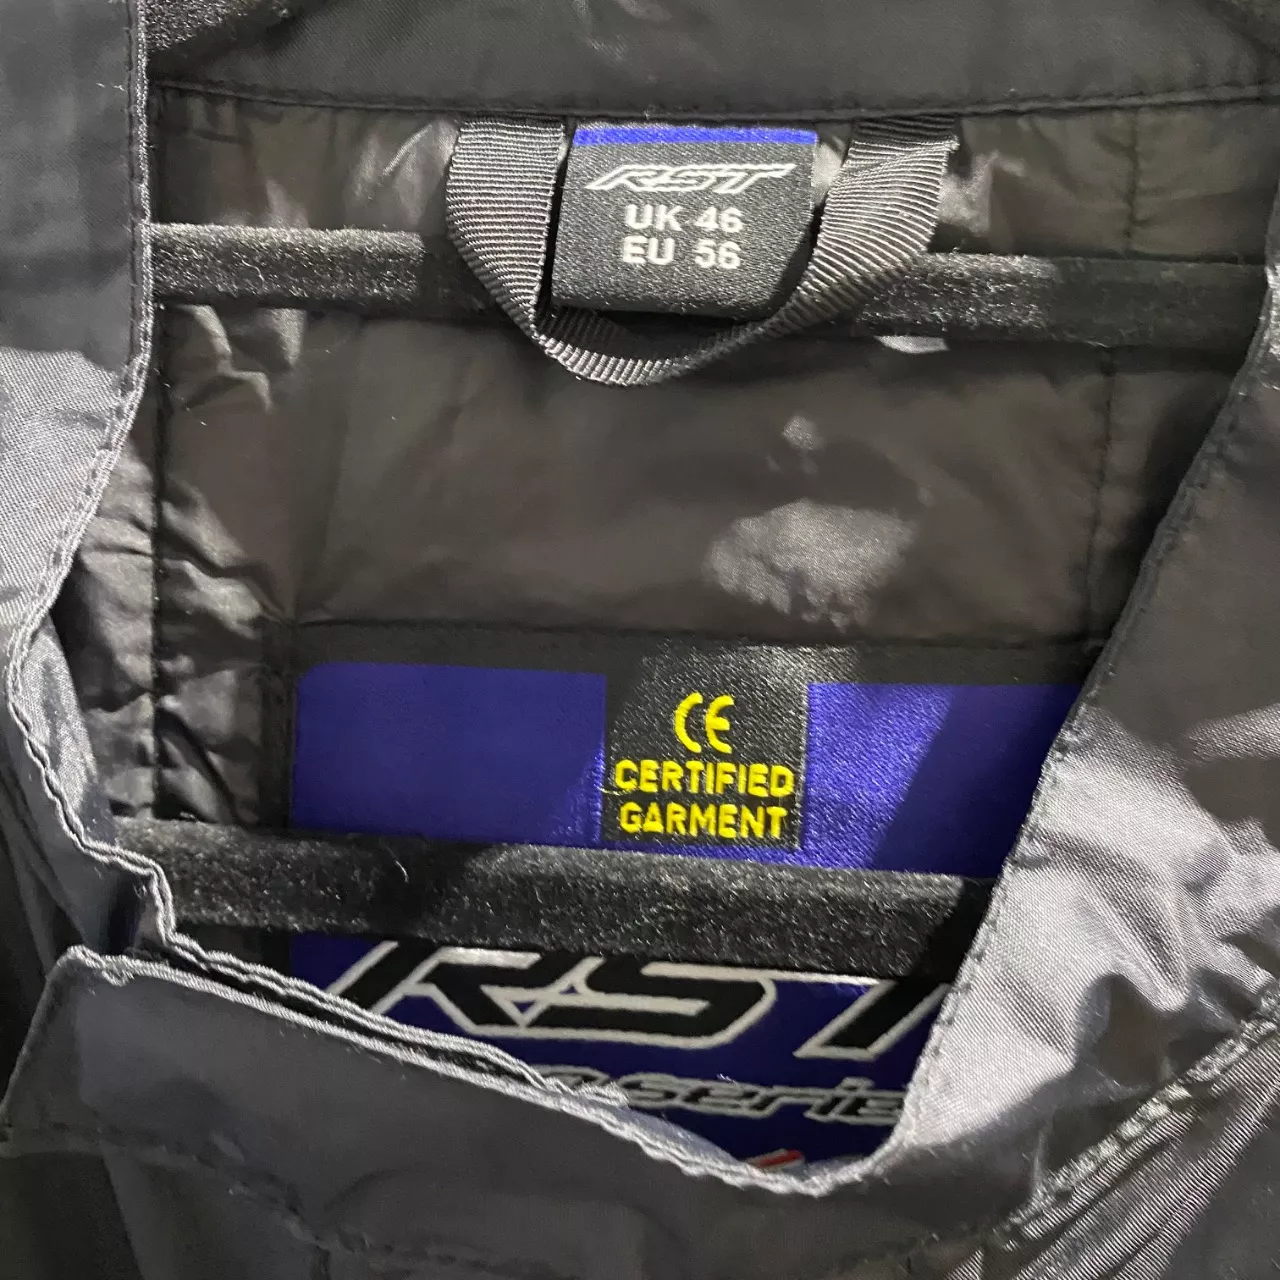 RST
UK 46
EU 56
CE
CERTIFIED
GARMENT
RST